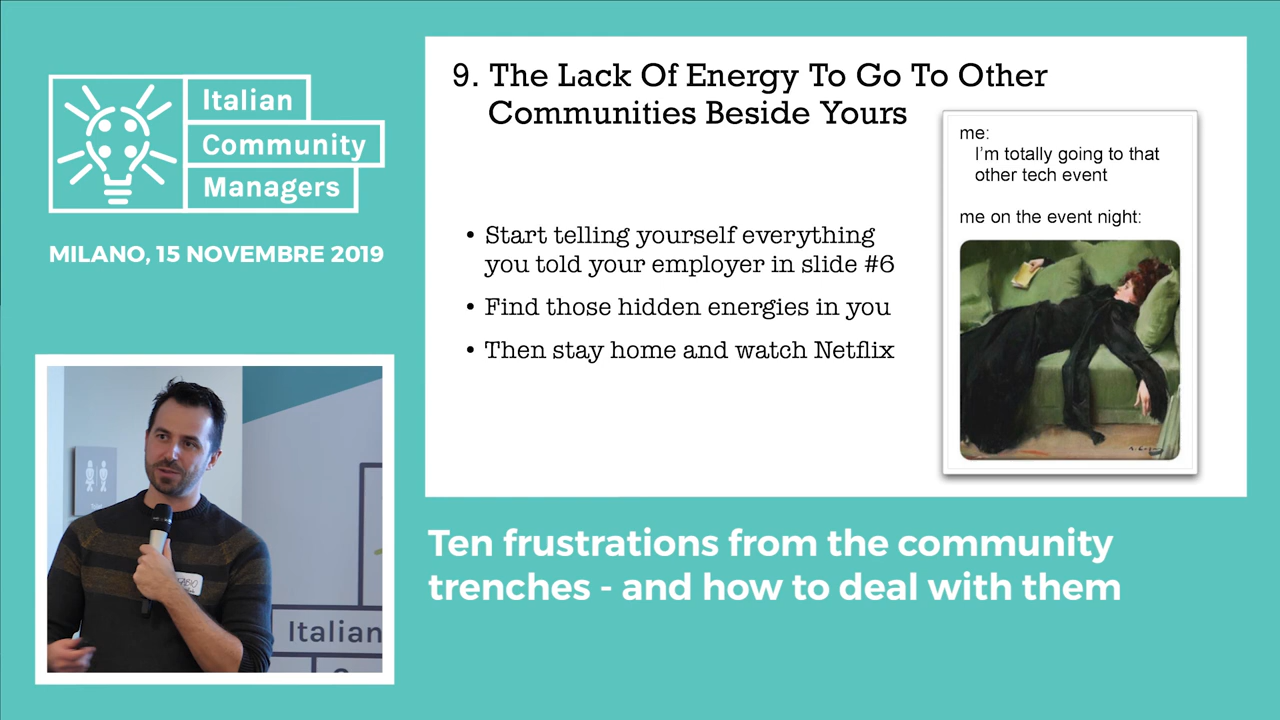 Italian
Community
Managers
MILANO, 15 NOVEMBRE 2019
9. The Lack Of Energy To Go To Other
Communities Beside Yours
• Start telling yourself everything
you told your employer in slide #6
• Find those hidden energies in you
• Then stay home and watch Netflix
me:
I'm totally going to that
other tech event
me on the event night:
Ten frustrations from the community
trenches - and how to deal with them
Italian